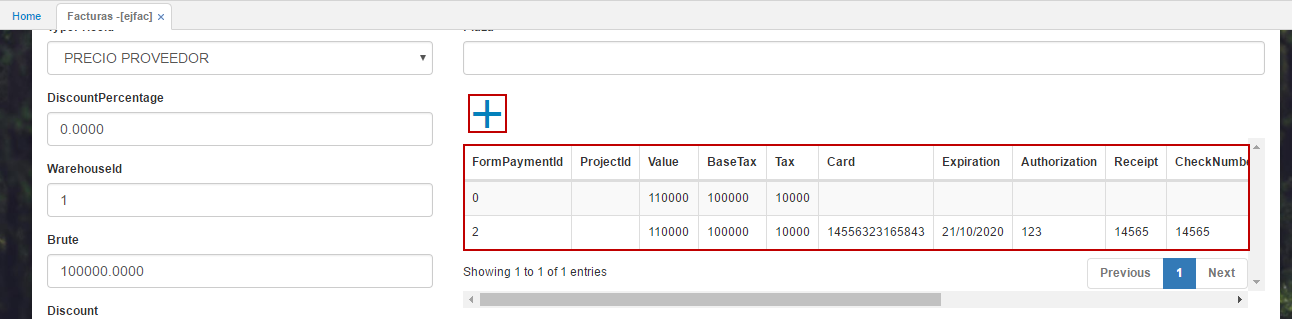 Home Facturas -[ejfac] ×
PRECIO PROVEEDOR
DiscountPercentage
0.0000
WarehouseId
1
Brute
100000.0000
Discount
FormPaymentId ProjectId Value BaseTax Tax Card Expiration Authorization Receipt CheckNumbe
0 110000 100000 10000
2 110000 100000 10000 14556323165843 21/10/2020 123 14565 14565
Showing 1 to 1 of 1 entries
Previous 1 Next